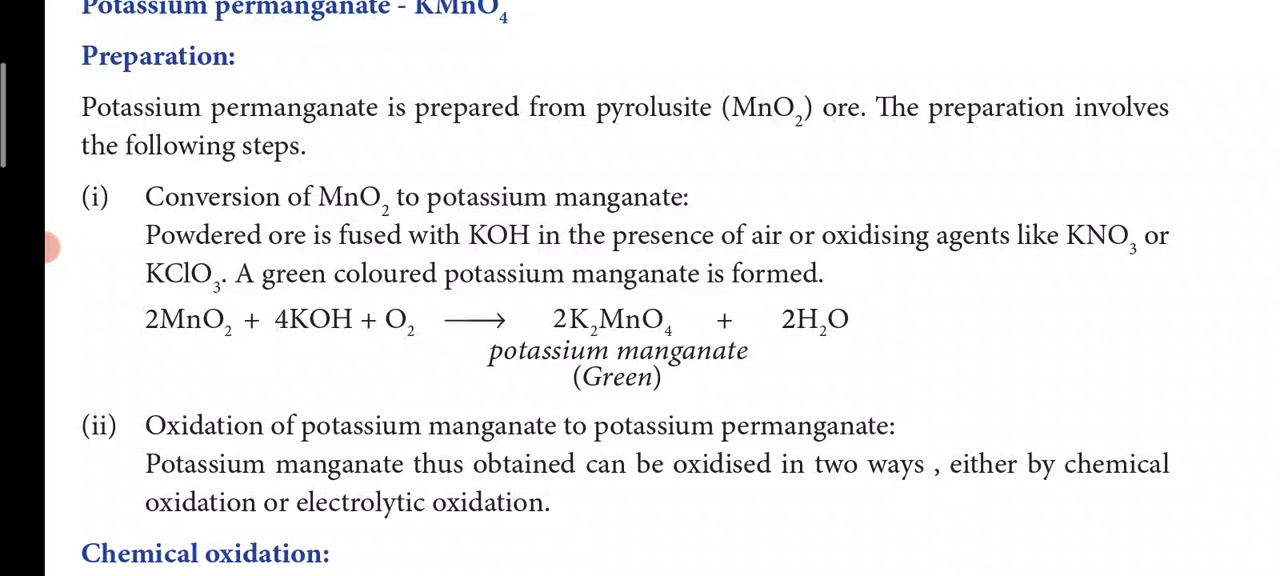 Potassium permanganate - KMnO₄
Preparation:
Potassium permanganate is prepared from pyrolusite (MnO₂) ore. The preparation involves
the following steps.
(i) Conversion of MnO₂ to potassium manganate:
Powdered ore is fused with KOH in the presence of air or oxidising agents like KNO₃ or
KClO₃. A green coloured potassium manganate is formed.
2MnO₂ + 4KOH + O₂ ⟶ 2K₂MnO₄ + 2H₂O
potassium manganate
(Green)
(ii) Oxidation of potassium manganate to potassium permanganate:
Potassium manganate thus obtained can be oxidised in two ways , either by chemical
oxidation or electrolytic oxidation.
Chemical oxidation: